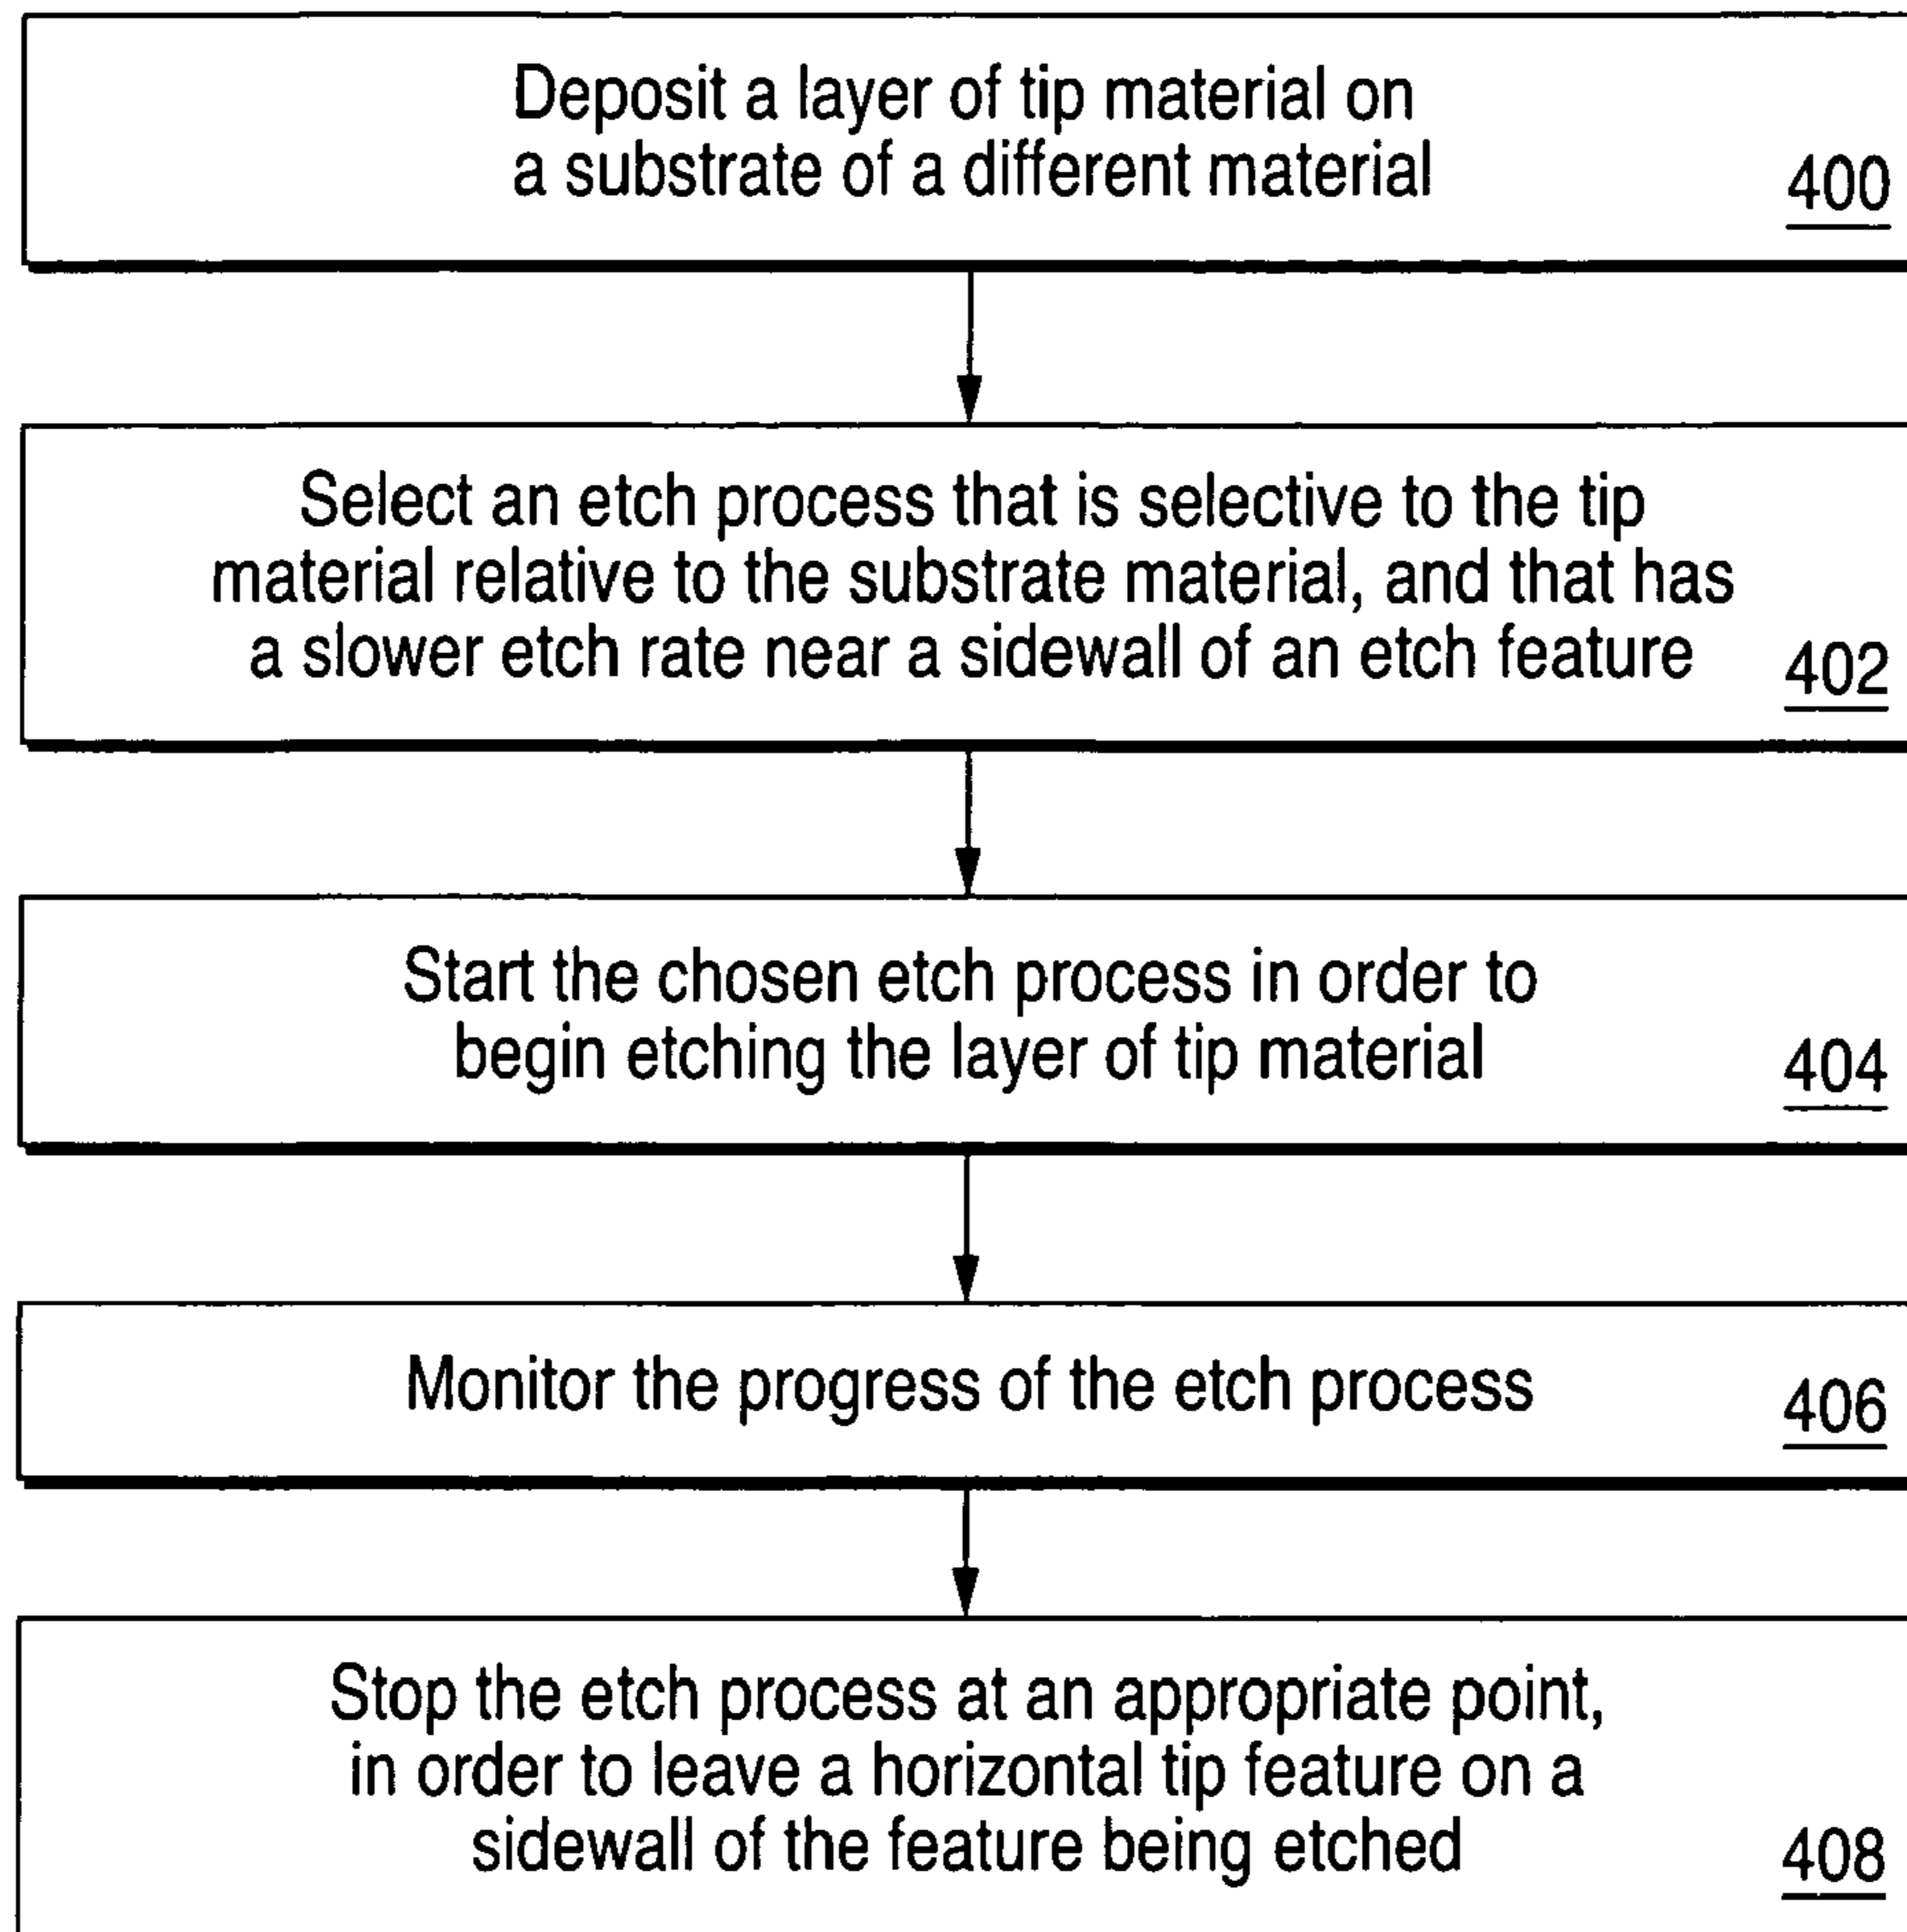 Deposit a layer of tip material on
a substrate of a different material
400
Select an etch process that is selective to the tip
material relative to the substrate material, and that has
a slower etch rate near a sidewall of an etch feature
402
Start the chosen etch process in order to
begin etching the layer of tip material
404
Monitor the progress of the etch process
406
Stop the etch process at an appropriate point,
in order to leave a horizontal tip feature on a
sidewall of the feature being etched
408